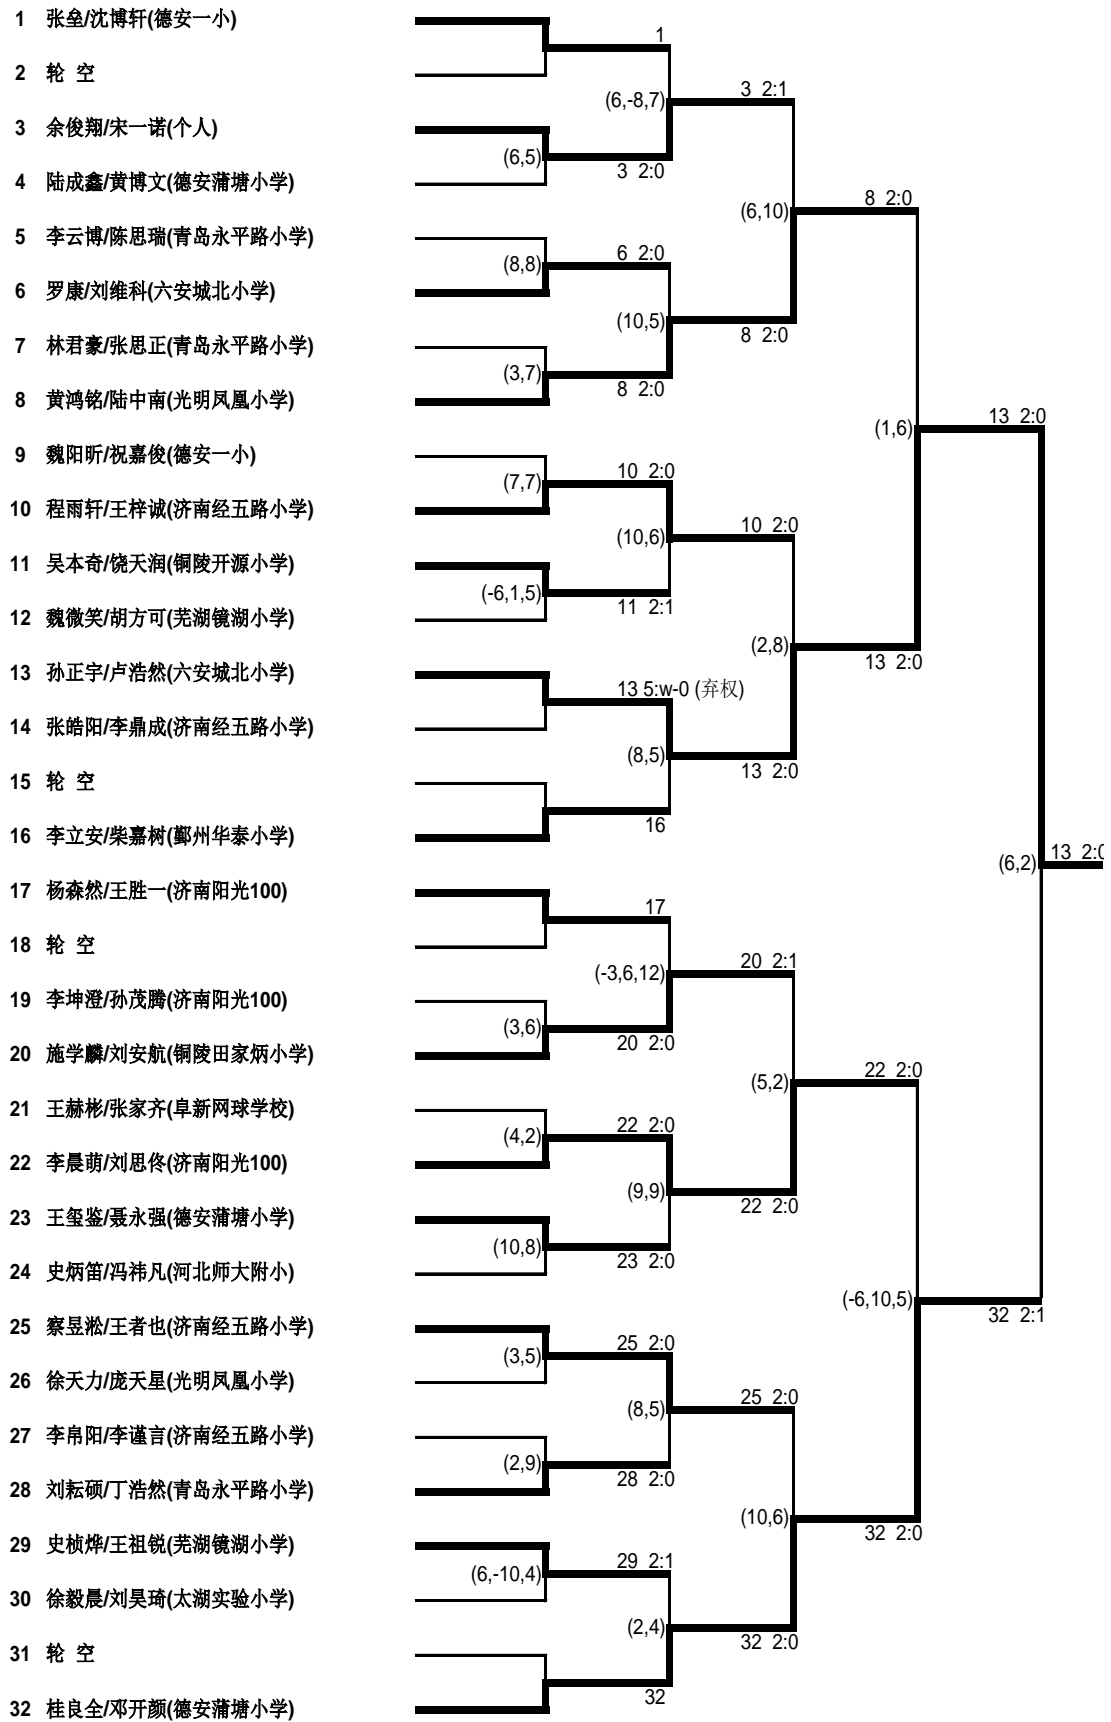 1 张垒/沈博轩(德安一小)
1
2 轮 空
(6,-8,7)
3 2:1
3 余俊翔/宋一诺(个人)
(6,5)
3 2:0
4 陆成鑫/黄博文(德安蒲塘小学)
8 2:0
(6,10)
5 李云博/陈思瑞(青岛永平路小学)
(8,8)
6 2:0
6 罗康/刘维科(六安城北小学)
(10,5)
8 2:0
7 林君豪/张思正(青岛永平路小学)
(3,7)
8 2:0
8 黄鸿铭/陆中南(光明凤凰小学)
(1,6)
13 2:0
9 魏阳昕/祝嘉俊(德安一小)
(7,7)
10 2:0
10 程雨轩/王梓诚(济南经五路小学)
(10,6)
10 2:0
11 吴本奇/饶天润(铜陵开源小学)
(-6,1,5)
11 2:1
12 魏微笑/胡方可(芜湖镜湖小学)
(2,8)
13 2:0
13 孙正宇/卢浩然(六安城北小学)
13 5:w-0 (弃权)
14 张皓阳/李鼎成(济南经五路小学)
(8,5)
13 2:0
15 轮 空
16
16 李立安/柴嘉树(鄞州华泰小学)
(6,2)
13 2:0
17 杨森然/王胜一(济南阳光100)
17
18 轮 空
(-3,6,12)
20 2:1
19 李坤澄/孙茂腾(济南阳光100)
(3,6)
20 2:0
20 施学麟/刘安航(铜陵田家炳小学)
(5,2)
22 2:0
21 王赫彬/张家齐(阜新网球学校)
(4,2)
22 2:0
22 李晨萌/刘思佟(济南阳光100)
(9,9)
22 2:0
23 王玺鉴/聂永强(德安蒲塘小学)
(10,8)
23 2:0
24 史炳笛/冯祎凡(河北师大附小)
(-6,10,5)
32 2:1
25 察昱淞/王者也(济南经五路小学)
(3,5)
25 2:0
26 徐天力/庞天星(光明凤凰小学)
(8,5)
25 2:0
27 李帛阳/李谨言(济南经五路小学)
(2,9)
28 2:0
28 刘耘硕/丁浩然(青岛永平路小学)
(10,6)
32 2:0
29 史桢烨/王祖锐(芜湖镜湖小学)
(6,-10,4)
29 2:1
30 徐毅晨/刘昊琦(太湖实验小学)
(2,4)
32 2:0
31 轮 空
32
32 桂良全/邓开颜(德安蒲塘小学)